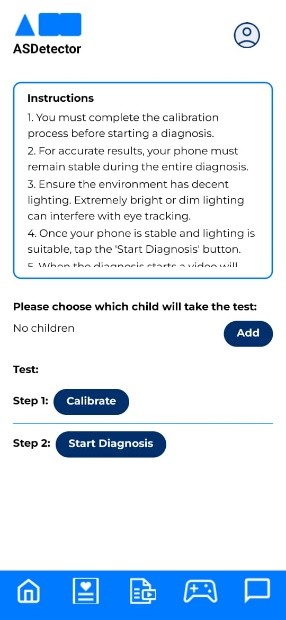 ASDetector
Instructions
1. You must complete the calibration
process before starting a diagnosis.
2. For accurate results, your phone must
remain stable during the entire diagnosis.
3. Ensure the environment has decent
lighting. Extremely bright or dim lighting
can interfere with eye tracking.
4. Once your phone is stable and lighting is
suitable, tap the 'Start Diagnosis' button.
5. When the diagnosis starts a video will
Please choose which child will take the test:
No children
Add
Test:
Step 1: Calibrate
Step 2: Start Diagnosis